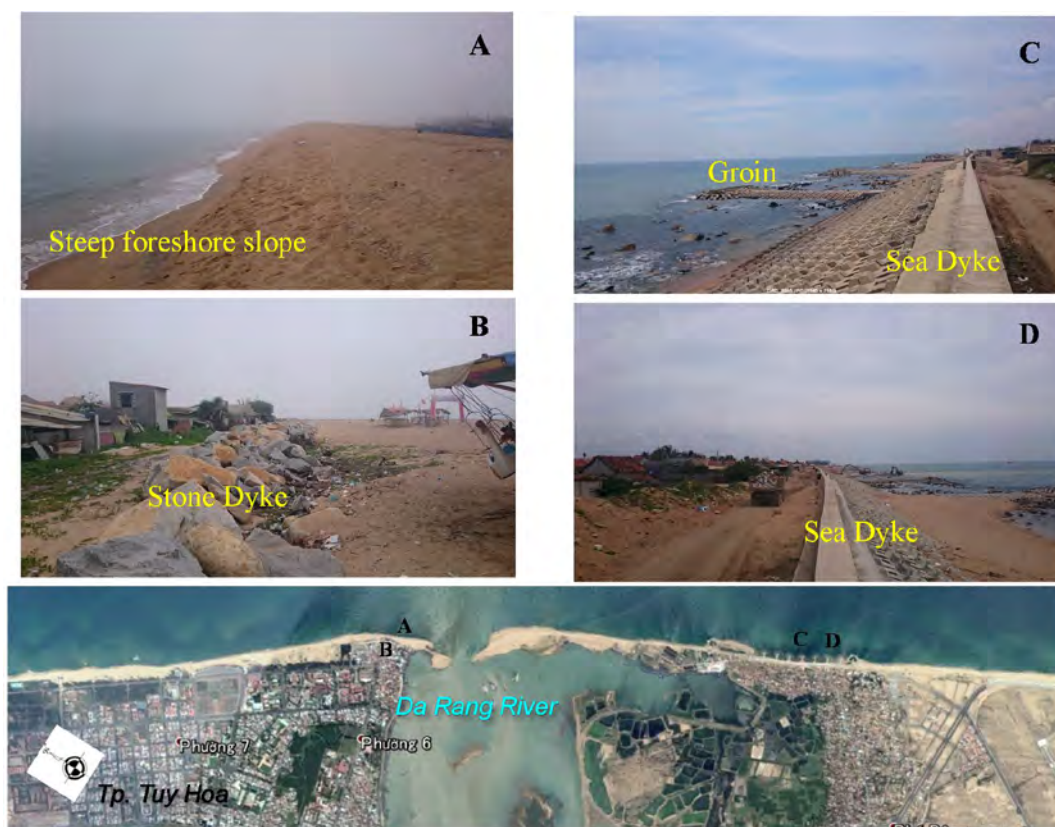 A
Steep foreshore slope
C
Groin
Sea Dyke
B
Stone Dyke
D
Sea Dyke
A
B
C D
Da Rang River
Phường 7
Phường 6
Tp. Tuy Hoa